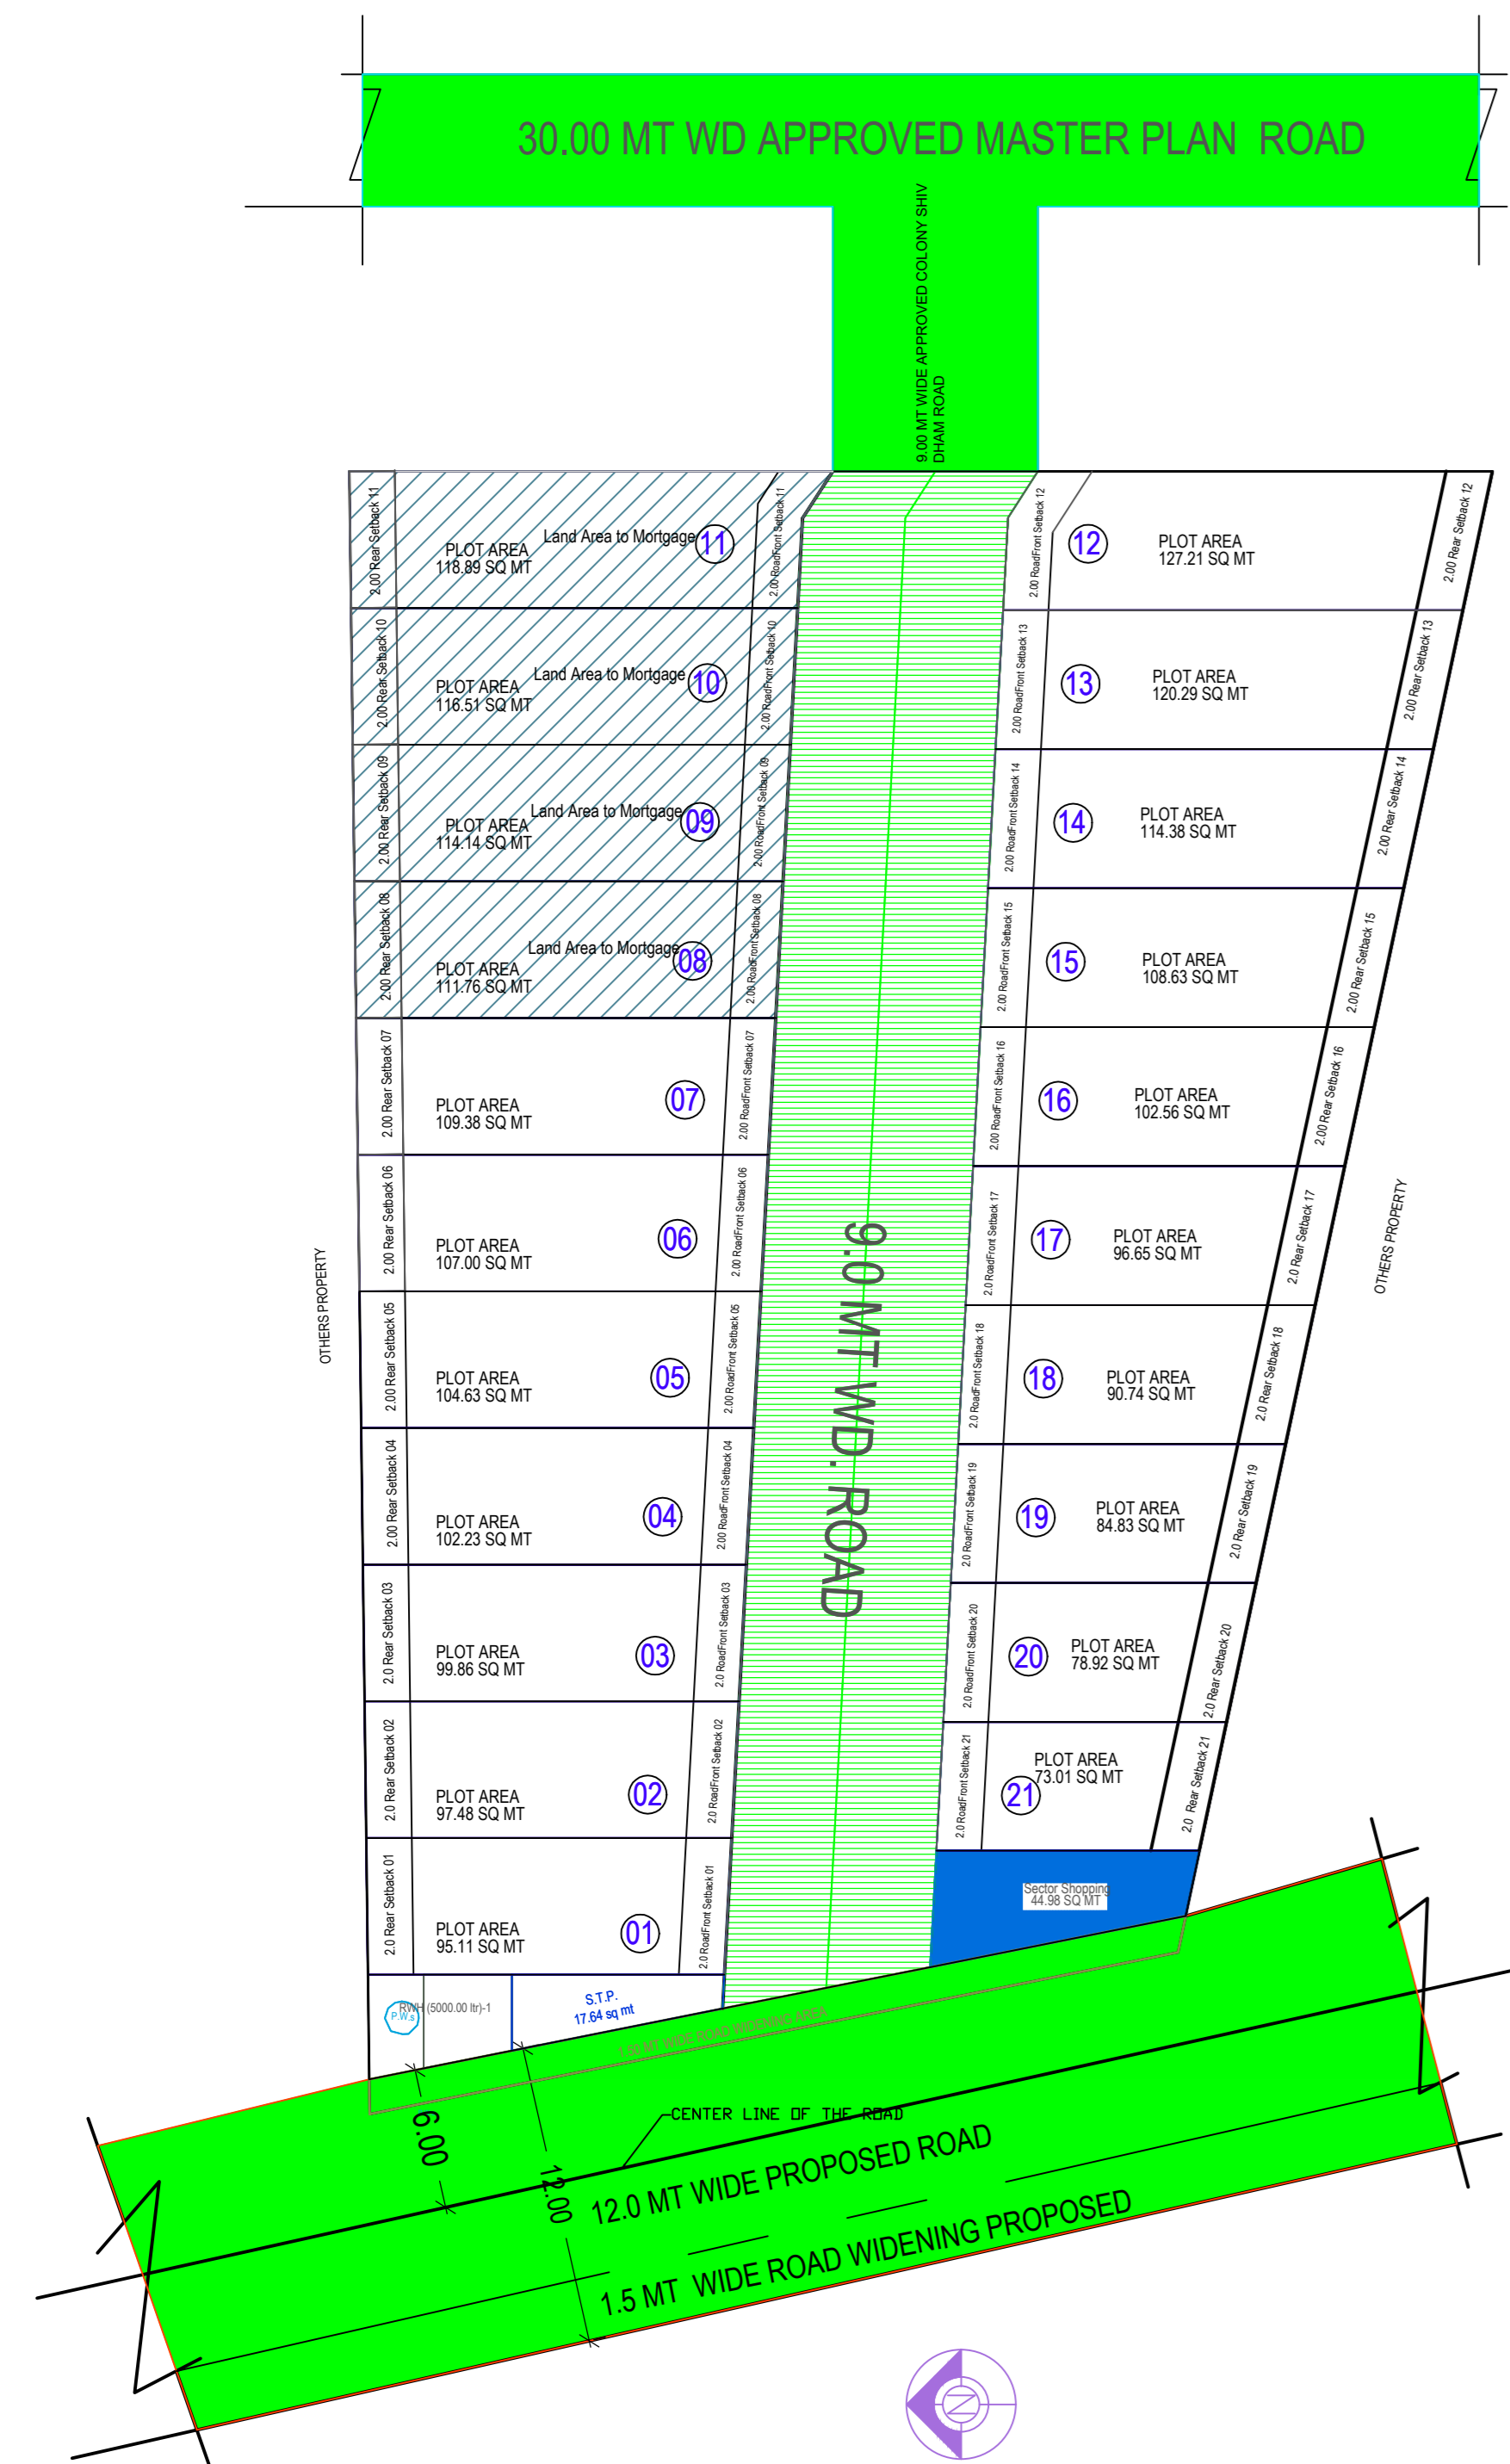 30.00 MT WD APPROVED MASTER PLAN ROAD
9.00 MT WIDE APPROVED COLONY SHIV
DHAM ROAD
2.00 Rear Setback 11
Land Area to Mortgage
PLOT AREA
118.89 SQ MT
11
2.00 RoadFront Setback 11
2.00 RoadFront Setback 12
12
PLOT AREA
127.21 SQ MT
2.00 Rear Setback 12
2.00 Rear Setback 10
Land Area to Mortgage
PLOT AREA
116.51 SQ MT
10
2.00 RoadFront Setback 10
2.00 RoadFront Setback 13
13
PLOT AREA
120.29 SQ MT
2.00 Rear Setback 13
2.00 Rear Setback 09
Land Area to Mortgage
PLOT AREA
114.14 SQ MT
09
2.00 RoadFront Setback 09
2.00 RoadFront Setback 14
14
PLOT AREA
114.38 SQ MT
2.00 Rear Setback 14
2.00 Rear Setback 08
Land Area to Mortgage
PLOT AREA
111.76 SQ MT
08
2.00 RoadFront Setback 08
2.00 RoadFront Setback 15
15
PLOT AREA
108.63 SQ MT
2.00 Rear Setback 15
2.00 Rear Setback 07
PLOT AREA
109.38 SQ MT
07
2.00 RoadFront Setback 07
2.00 RoadFront Setback 16
16
PLOT AREA
102.56 SQ MT
2.00 Rear Setback 16
2.00 Rear Setback 06
PLOT AREA
107.00 SQ MT
06
2.00 RoadFront Setback 06
2.0 RoadFront Setback 17
17
PLOT AREA
96.65 SQ MT
2.0 Rear Setback 17
OTHERS PROPERTY
OTHERS PROPERTY
9.0 MT WD. ROAD
2.00 Rear Setback 05
PLOT AREA
104.63 SQ MT
05
2.00 RoadFront Setback 05
2.0 RoadFront Setback 18
18
PLOT AREA
90.74 SQ MT
2.0 Rear Setback 18
2.00 Rear Setback 04
PLOT AREA
102.23 SQ MT
04
2.00 RoadFront Setback 04
2.0 RoadFront Setback 19
19
PLOT AREA
84.83 SQ MT
2.0 Rear Setback 19
2.0 Rear Setback 03
PLOT AREA
99.86 SQ MT
03
2.0 RoadFront Setback 03
2.0 RoadFront Setback 20
20
PLOT AREA
78.92 SQ MT
2.0 Rear Setback 20
2.0 Rear Setback 02
PLOT AREA
97.48 SQ MT
02
2.0 RoadFront Setback 02
2.0 RoadFront Setback 21
21
PLOT AREA
73.01 SQ MT
2.0 Rear Setback 21
2.0 Rear Setback 01
PLOT AREA
95.11 SQ MT
01
2.0 RoadFront Setback 01
Sector Shopping
44.98 SQ MT
P.W.s
RWH (5000.00 ltr)-1
S.T.P.
17.64 sq mt
1.50 MT WIDE ROAD WIDENING AREA
6.00
12.00
CENTER LINE OF THE ROAD
12.0 MT WIDE PROPOSED ROAD
1.5 MT WIDE ROAD WIDENING PROPOSED
N